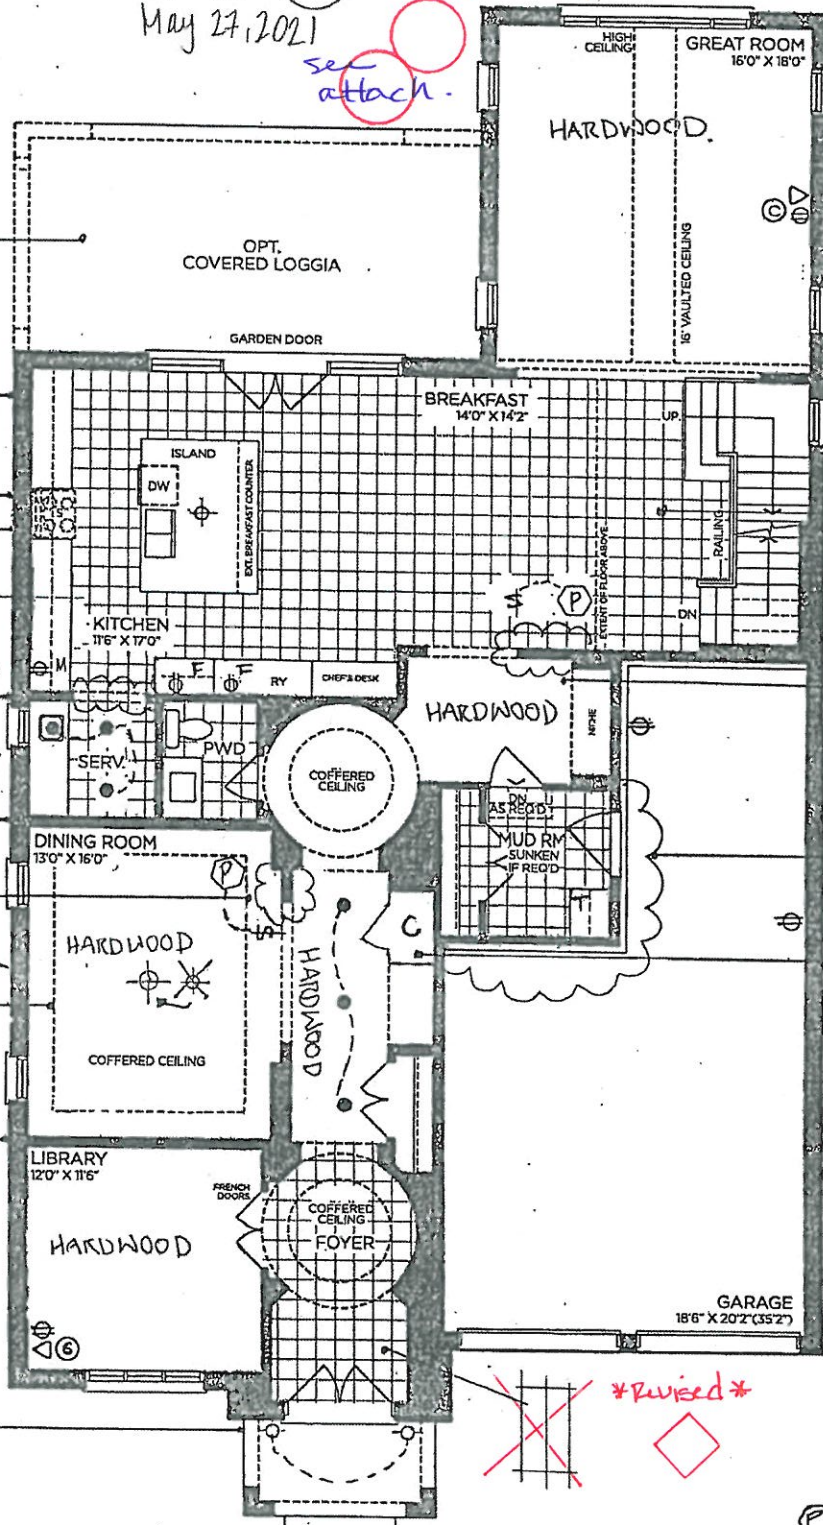 May 27, 2021
see
attach.
HIGH
CEILING
GREAT ROOM
16'0" X 18'0"
HARDWOOD.
C
16' VAULTED CEILING
OPT.
COVERED LOGGIA
GARDEN DOOR
BREAKFAST
14'0" X 14'2"
UP
ISLAND
DW
EXT. BREAKFAST COUNTER
RAILING
EXTENT OF FLOOR ABOVE
S
P
DN
KITCHEN
11'6" X 17'0"
M
F
F
RY
CHEF'S DESK
HARDWOOD
NICHE
SERV.
PWD
COFFERED
CEILING
DN
AS REQ'D
MUD RM
SUNKEN
IF REQ'D
DINING ROOM
13'0" X 16'0"
P
S
C
HARDWOOD
HARDWOOD
COFFERED CEILING
LIBRARY
12'0" X 11'6"
FRENCH
DOORS
COFFERED
CEILING
FOYER
HARDWOOD
6
GARAGE
18'6" X 20'2"(35'2")
*Revised*
P